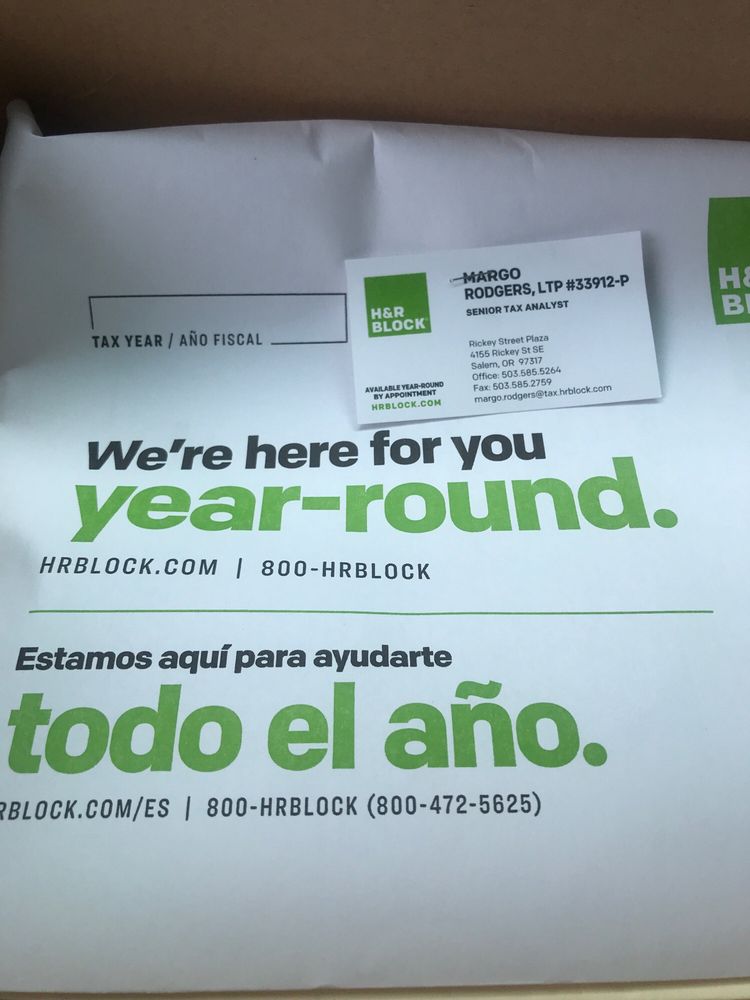 MARGO
RODGERS, LTP #33912-P
SENIOR TAX ANALYST
H&R
BLOCK
Rickey Street Plaza
4155 Rickey St SE
Salem, OR 97317
Office: 503.585.5264
Fax: 503.585.2759
margo.rodgers@tax.hrblock.com
AVAILABLE YEAR-ROUND
BY APPOINTMENT
HRBLOCK.COM
H&
BL
TAX YEAR / AÑO FISCAL
We're here for you
year-round.
HRBLOCK.COM | 800-HRBLOCK
Estamos aquí para ayudarte
todo el año.
RBLOCK.COM/ES | 800-HRBLOCK (800-472-5625)